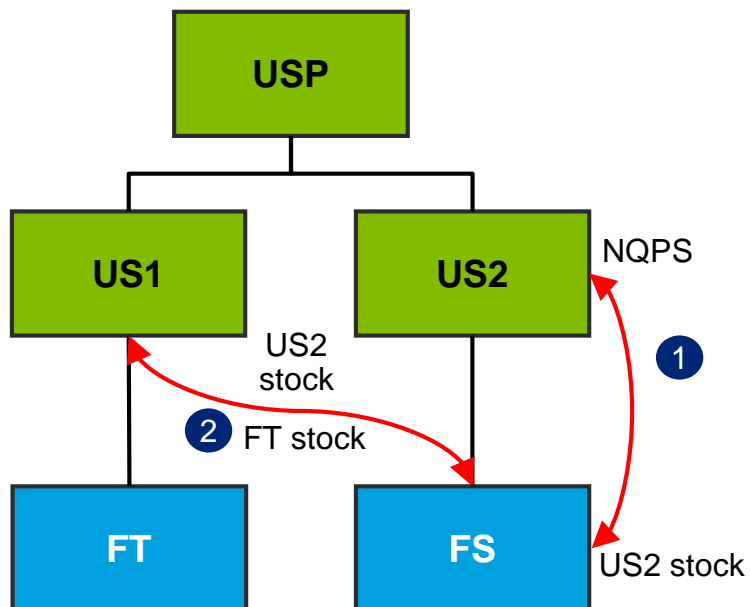 USP
US1
US2
NQPS
US2
stock
1
2
FT stock
FT
FS
US2 stock